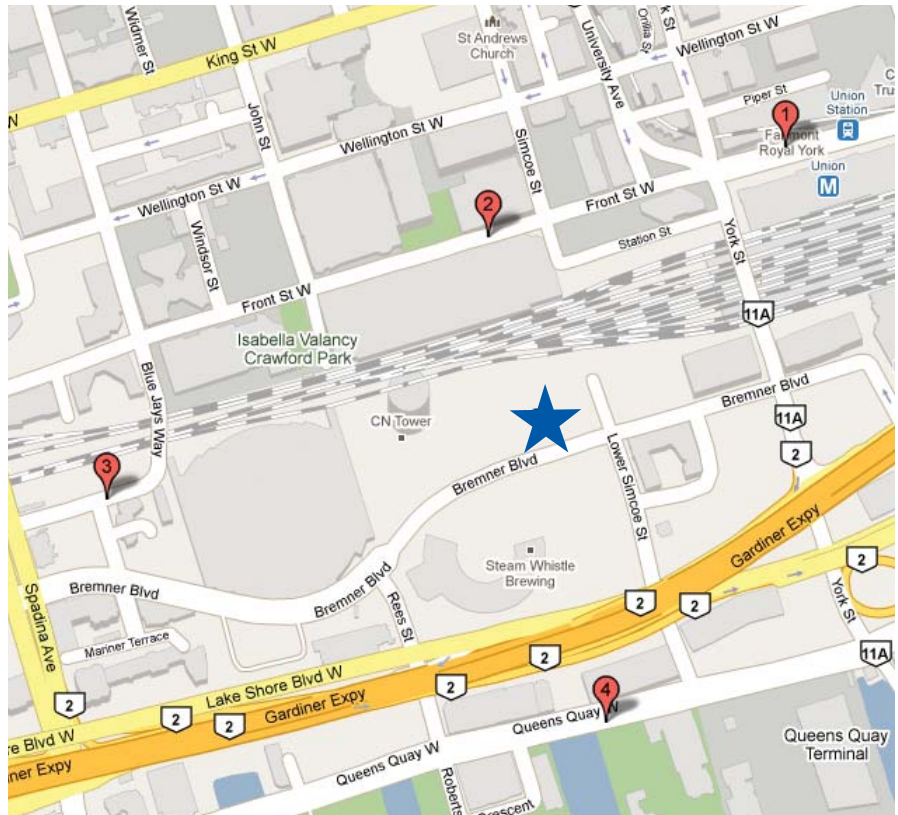 Widmer St
King St W
St Andrews
Church
University Ave
Wellington St W
Piper St
Union
Station
1
Fairmont
Royal York
Union
M
John St
Wellington St W
Simcoe St
2
Front St W
Wellington St W
Windsor St
Station St
York St
Front St W
11A
Isabella Valancy
Crawford Park
Blue Jays Way
CN Tower
Bremner Blvd
11A
2
3
Bremner Blvd
Lower Simcoe St
Gardiner Expy
Steam Whistle
Brewing
2
Bremner Blvd
Bremner Blvd
Rees St
York St
2
2
Spadina Ave
Mariner Terrace
11A
2
Lake Shore Blvd W
2
4
2
2
2
Gardiner Expy
Queens Quay W
Queens Quay
Terminal
Queens Quay W